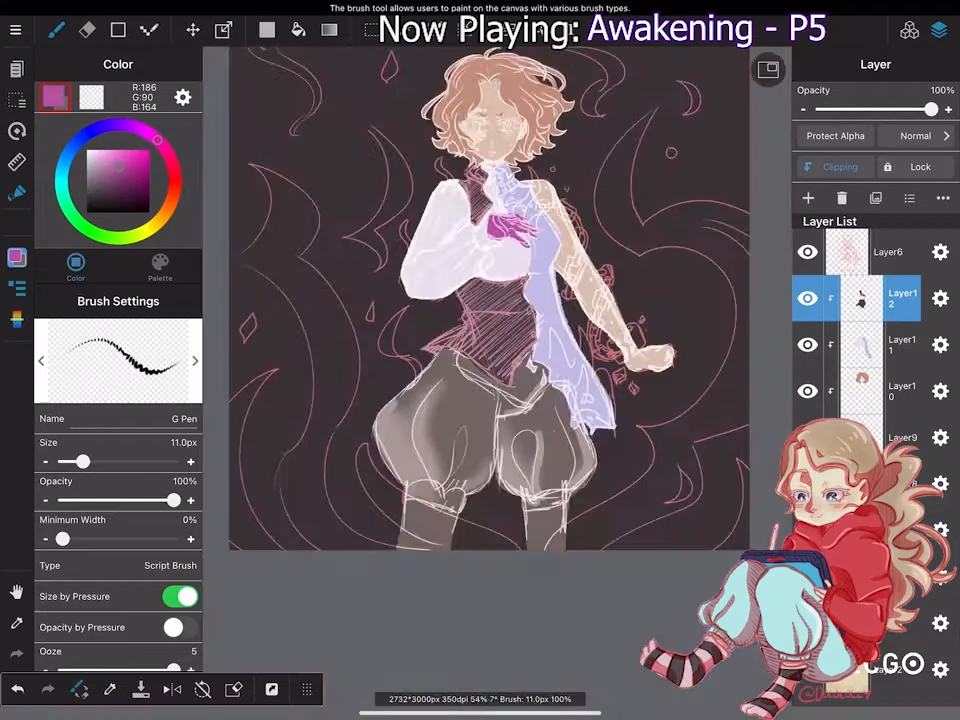 The brush tool allows users to paint on the canvas with various brush types.
Now Playing: Awakening - P5
Color
R:186
G:90
B:164
Color
Palette
Brush Settings
Name
G Pen
Size
11.0px
Opacity
100%
Minimum Width
0%
Type
Script Brush
Size by Pressure
Opacity by Pressure
Ooze
5
Layer
Opacity
100%
Protect Alpha
Normal
Clipping
Lock
Layer List
Layer6
Layer1
2
Layer1
1
Layer1
0
Layer9
2732*3000px 350dpi 54% 7° Brush: 11.0px 100%